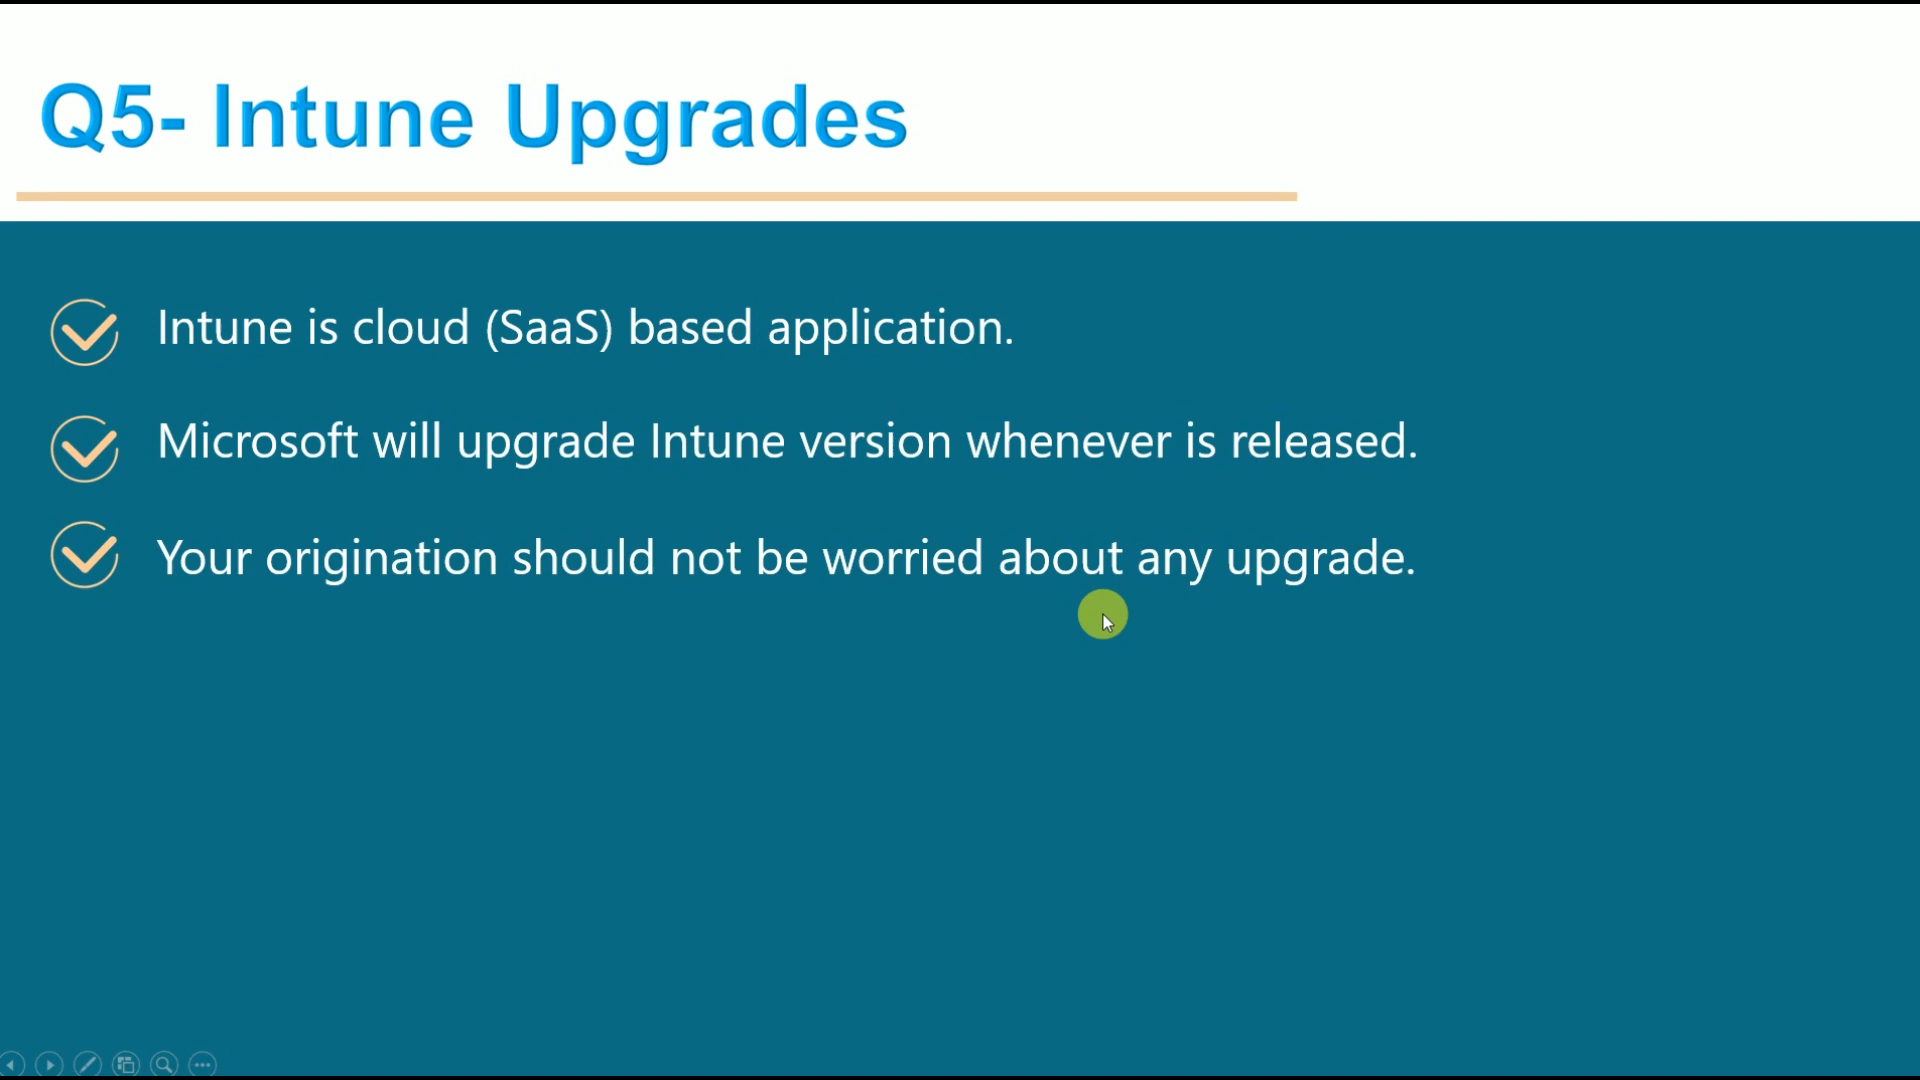 Q5- Intune Upgrades
Intune is cloud (SaaS) based application.
Microsoft will upgrade Intune version whenever is released.
Your origination should not be worried about any upgrade.